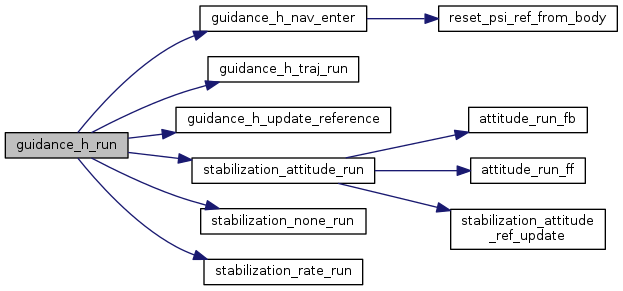 guidance_h_run
guidance_h_nav_enter
reset_psi_ref_from_body
guidance_h_traj_run
guidance_h_update_reference
stabilization_attitude_run
attitude_run_fb
attitude_run_ff
stabilization_attitude
_ref_update
stabilization_none_run
stabilization_rate_run